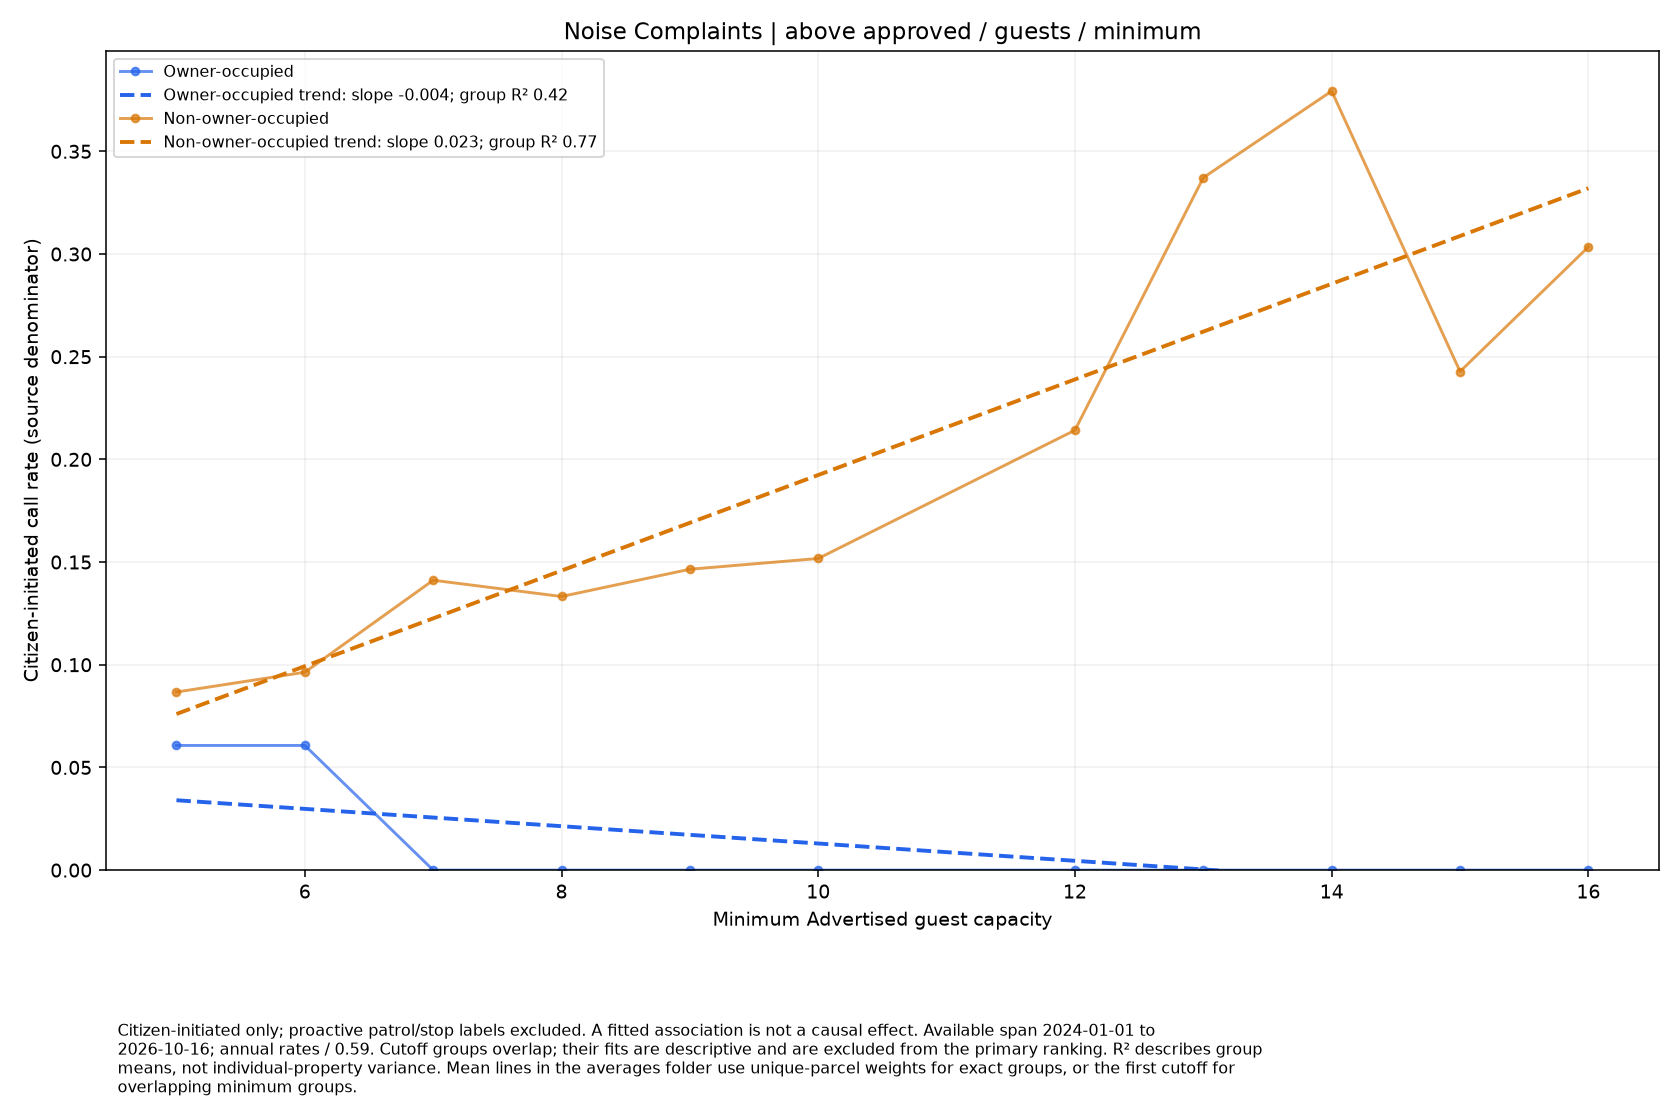 Noise Complaints | above approved / guests / minimum
Owner-occupied
Owner-occupied trend: slope -0.004; group R² 0.42
Non-owner-occupied
Non-owner-occupied trend: slope 0.023; group R² 0.77
Citizen-initiated call rate (source denominator)
0.35
0.30
0.25
0.20
0.15
0.10
0.05
0.00
6 8 10 12 14 16
Minimum Advertised guest capacity
Citizen-initiated only; proactive patrol/stop labels excluded. A fitted association is not a causal effect. Available span 2024-01-01 to
2026-10-16; annual rates / 0.59. Cutoff groups overlap; their fits are descriptive and are excluded from the primary ranking. R² describes group
means, not individual-property variance. Mean lines in the averages folder use unique-parcel weights for exact groups, or the first cutoff for
overlapping minimum groups.